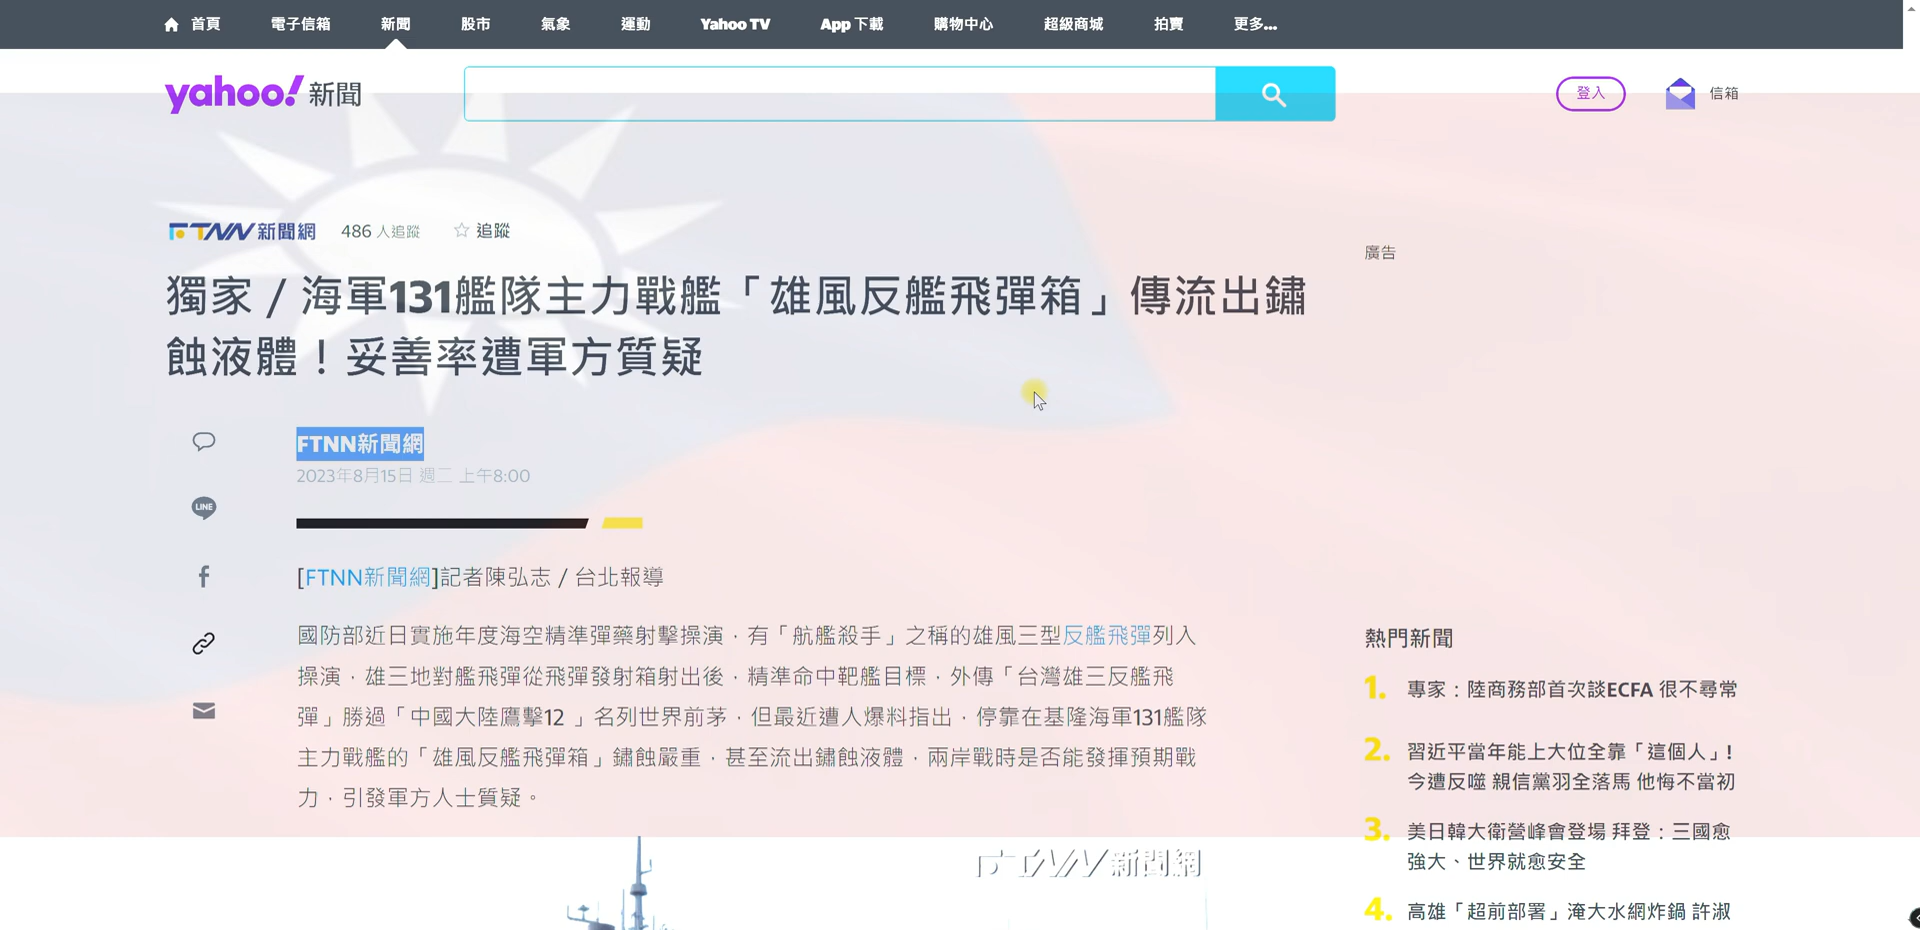 首頁 電子信箱 新聞 股市 氣象 運動 Yahoo TV App 下載 購物中心 超級商城 拍賣 更多...
yahoo! 新聞
登入 信箱
FTNN 新聞網 486 人追蹤 追蹤
廣告
獨家／海軍131艦隊主力戰艦「雄風反艦飛彈箱」傳流出鏽
蝕液體！妥善率遭軍方質疑
FTNN新聞網
2023年8月15日 週二 上午8:00
LINE
[FTNN新聞網]記者陳弘志／台北報導
國防部近日實施年度海空精準彈藥射擊操演，有「航艦殺手」之稱的雄風三型反艦飛彈列入
操演，雄三地對艦飛彈從飛彈發射箱射出後，精準命中靶艦目標，外傳「台灣雄三反艦飛
彈」勝過「中國大陸鷹擊12 」名列世界前茅，但最近遭人爆料指出，停靠在基隆海軍131艦隊
主力戰艦的「雄風反艦飛彈箱」鏽蝕嚴重，甚至流出鏽蝕液體，兩岸戰時是否能發揮預期戰
力，引發軍方人士質疑。
FTNN 新聞網
熱門新聞
1. 專家：陸商務部首次談ECFA 很不尋常
2. 習近平當年能上大位全靠「這個人」!
今遭反噬 親信黨羽全落馬 他悔不當初
3. 美日韓大衛營峰會登場 拜登：三國愈
強大、世界就愈安全
4. 高雄「超前部署」淹大水網炸鍋 許淑